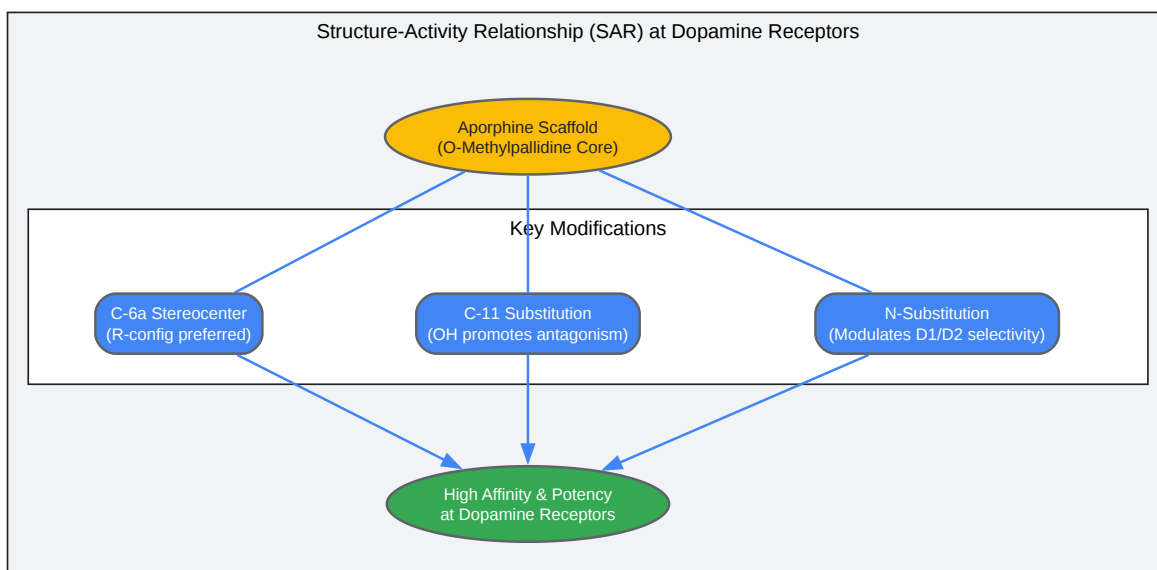 Structure-Activity Relationship (SAR) at Dopamine Receptors
Aporphine Scaffold
(O-Methylpallidine Core)
Key Modifications
C-6a Stereocenter
(R-config preferred)
C-11 Substitution
(OH promotes antagonism)
N-Substitution
(Modulates D1/D2 selectivity)
High Affinity & Potency
at Dopamine Receptors